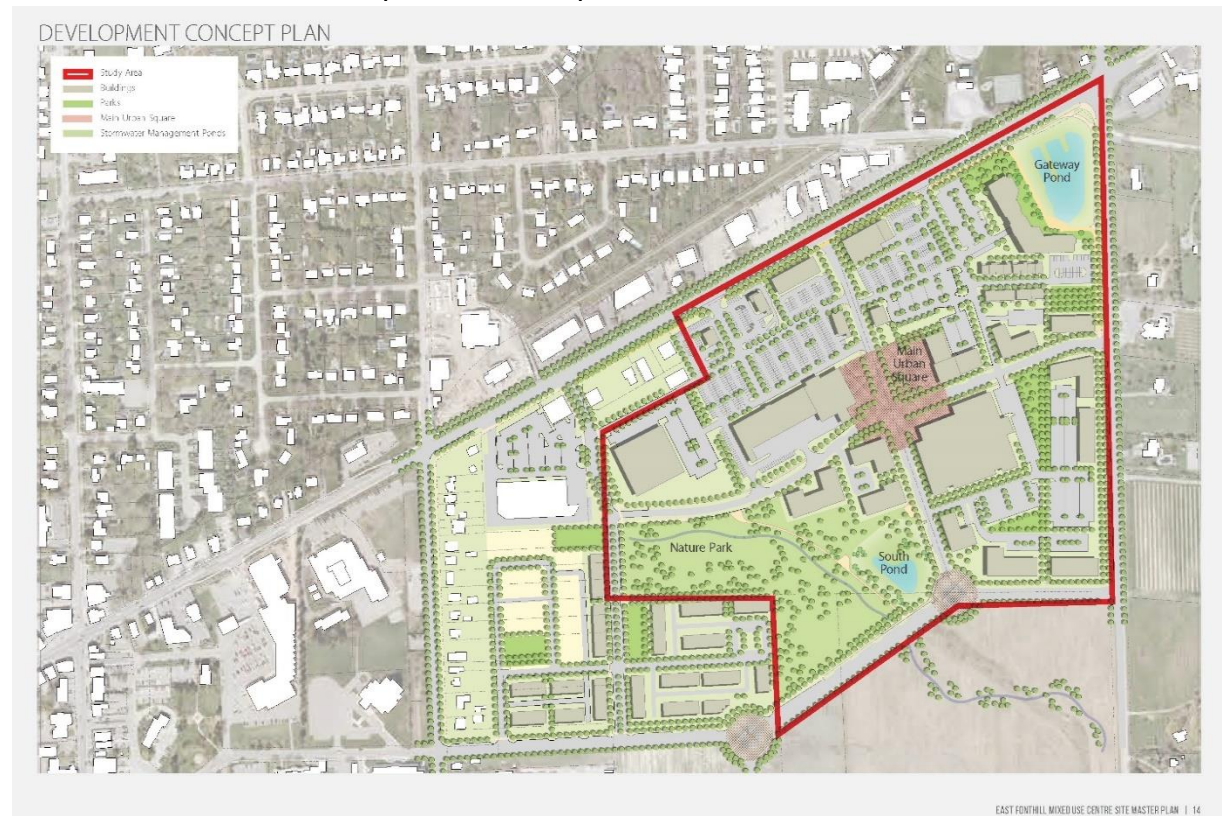 DEVELOPMENT CONCEPT PLAN
Study Area
Buildings
Parks
Main Urban Square
Stormwater Management Ponds
Gateway
Pond
Main
Urban
Square
Nature Park
South
Pond
EAST FONTHILL MIXED USE CENTRE SITE MASTER PLAN | 14